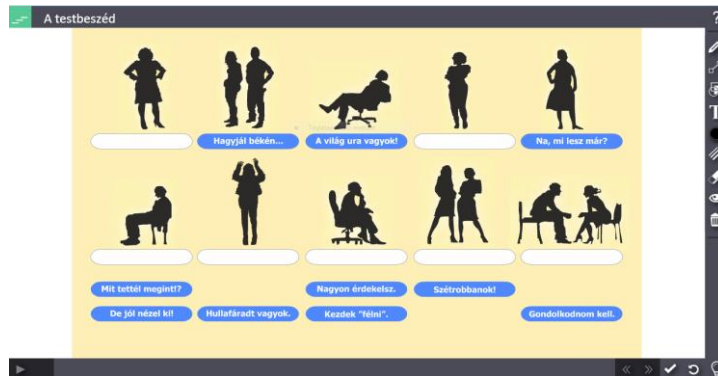 A testbeszéd
Hagyjál békén...
A világ ura vagyok!
Na, mi lesz már?
Mit tettél megint!?
Nagyon érdekelsz.
Szétrobbanok!
De jól nézel ki!
Hullafáradt vagyok.
Kezdek "félni".
Gondolkodnom kell.